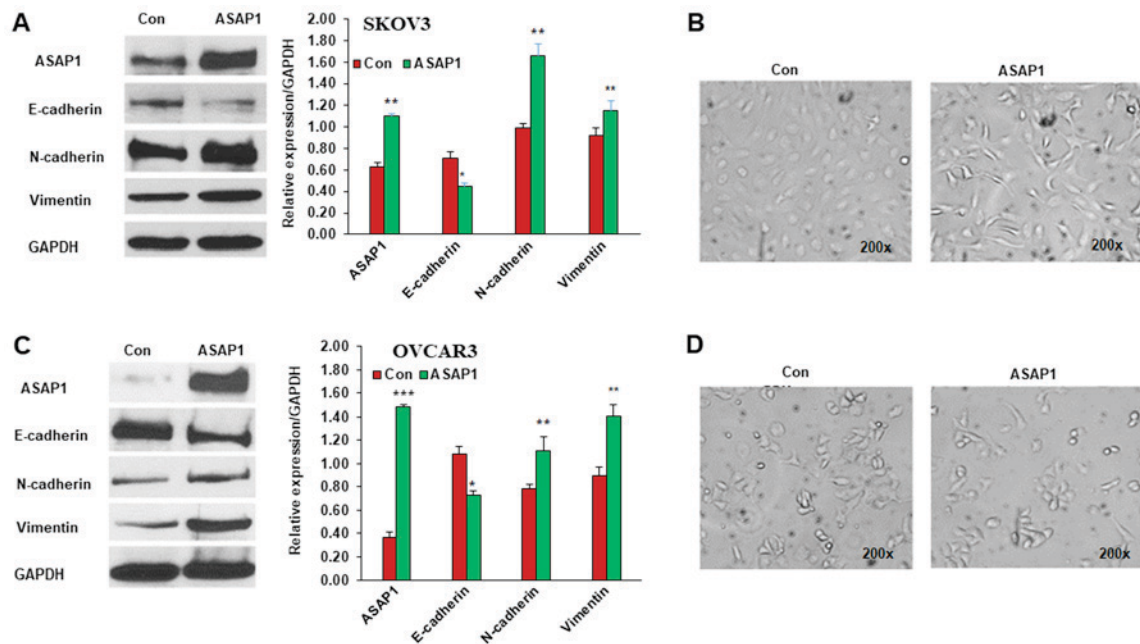 A
Con ASAP1
ASAP1
E-cadherin
N-cadherin
Vimentin
GAPDH
Relative expression/GAPDH
2.00
1.80
1.60
1.40
1.20
1.00
0.80
0.60
0.40
0.20
0.00
SKOV3
Con ASAP1
**
*
**
**
ASAP1
E-cadherin
N-cadherin
Vimentin
B
Con
200x
ASAP1
200x
C
Con ASAP1
ASAP1
E-cadherin
N-cadherin
Vimentin
GAPDH
Relative expression/GAPDH
2.00
1.80
1.60
1.40
1.20
1.00
0.80
0.60
0.40
0.20
0.00
OVCAR3
Con ASAP1
***
*
**
**
ASAP1
E-cadherin
N-cadherin
Vimentin
D
Con
200x
ASAP1
200x